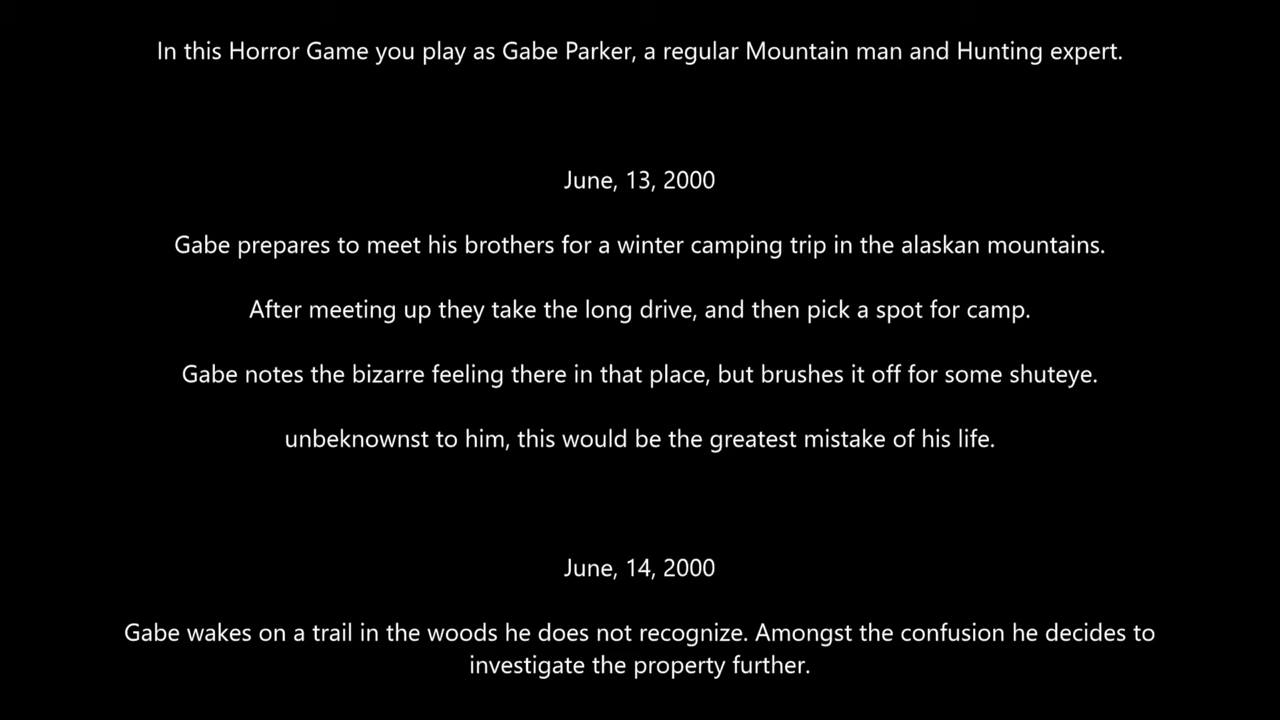 In this Horror Game you play as Gabe Parker, a regular Mountain man and Hunting expert.
June, 13, 2000
Gabe prepares to meet his brothers for a winter camping trip in the alaskan mountains.
After meeting up they take the long drive, and then pick a spot for camp.
Gabe notes the bizarre feeling there in that place, but brushes it off for some shuteye.
unbeknownst to him, this would be the greatest mistake of his life.
June, 14, 2000
Gabe wakes on a trail in the woods he does not recognize. Amongst the confusion he decides to
investigate the property further.